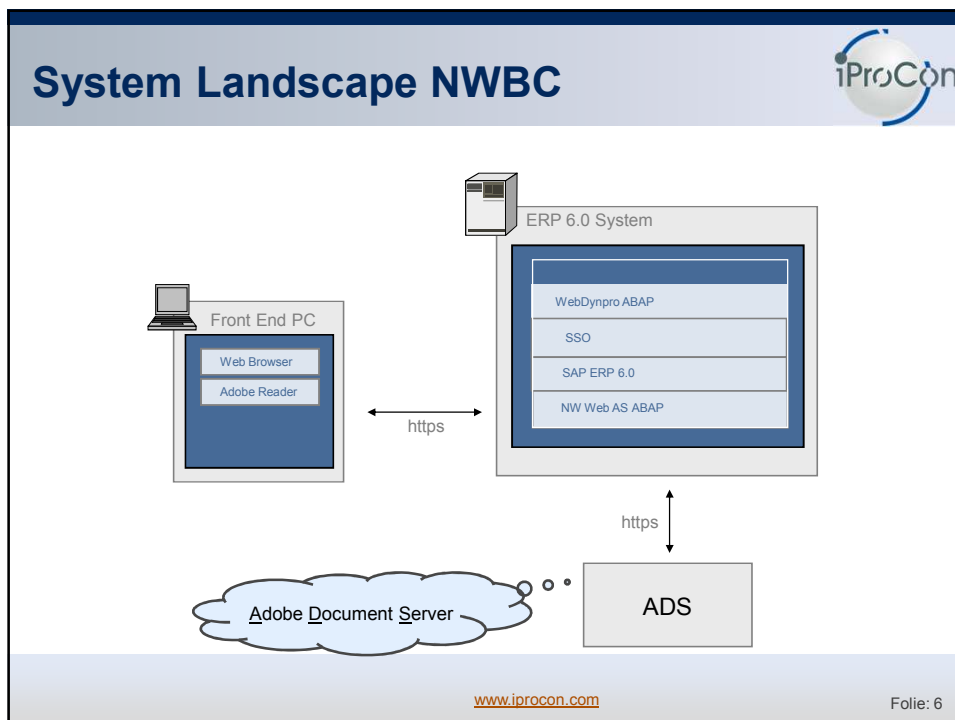 System Landscape NWBC
iProCon
ERP 6.0 System
WebDynpro ABAP
SSO
SAP ERP 6.0
NW Web AS ABAP
Front End PC
Web Browser
Adobe Reader
https
https
Adobe Document Server
ADS
www.iprocon.com
Folie: 6